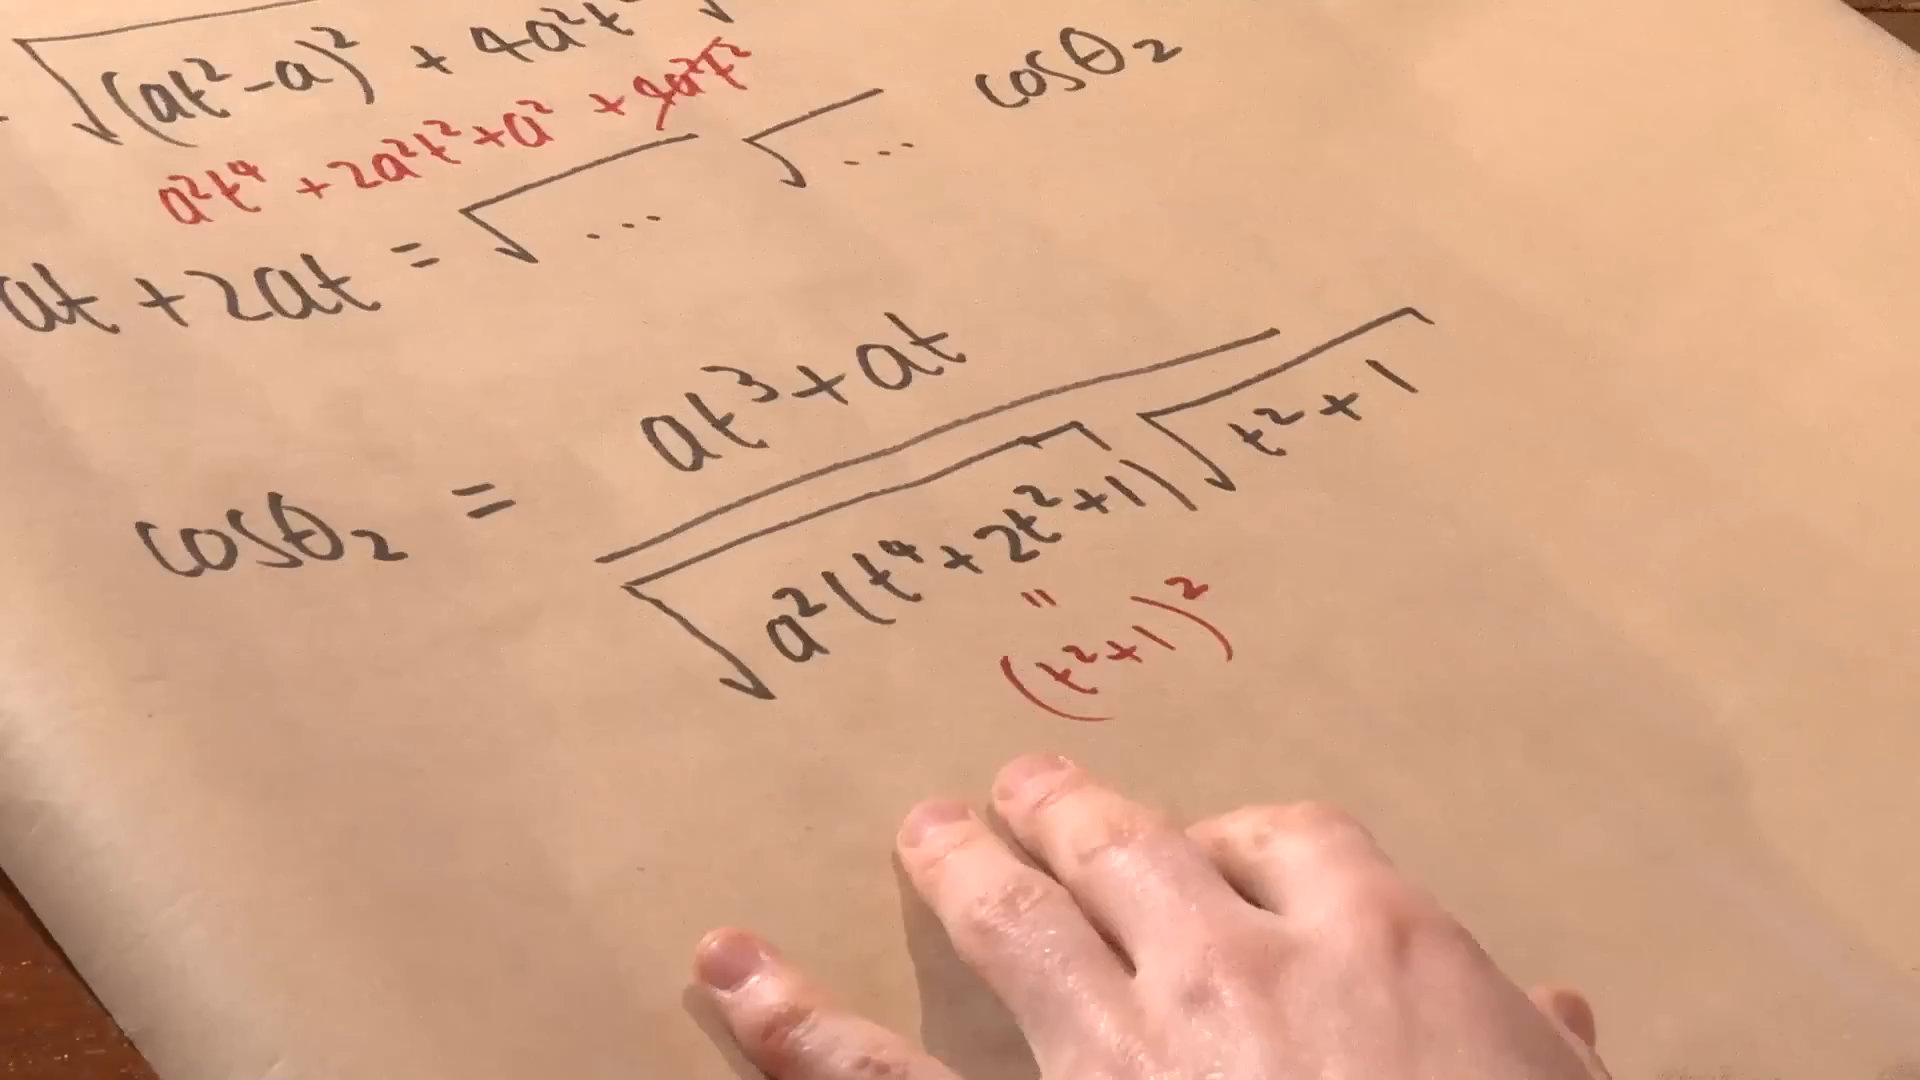 √(at²-a)² + 4a²t² √
cosθ₂
a²t⁴ + 2a²t² + a² + 4a²t²
at + 2at = √... √...
cosθ₂ = at³ + at
√a²(t⁴ + 2t² + 1) √t² + 1
"
(t² + 1)²